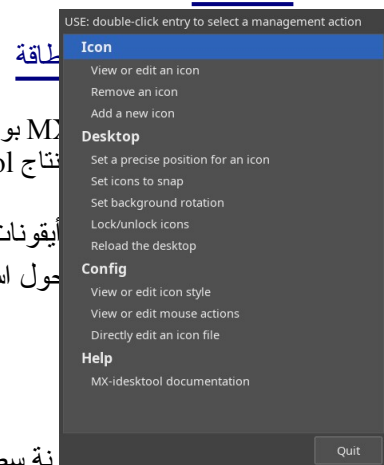 USE: double-click entry to select a management action
Icon
View or edit an icon
Remove an icon
Add a new icon
Desktop
Set a precise position for an icon
Set icons to snap
Set background rotation
Lock/unlock icons
Reload the desktop
Config
View or edit icon style
View or edit mouse actions
Directly edit an icon file
Help
MX-idesktool documentation
Quit
طاقة
أيقونات